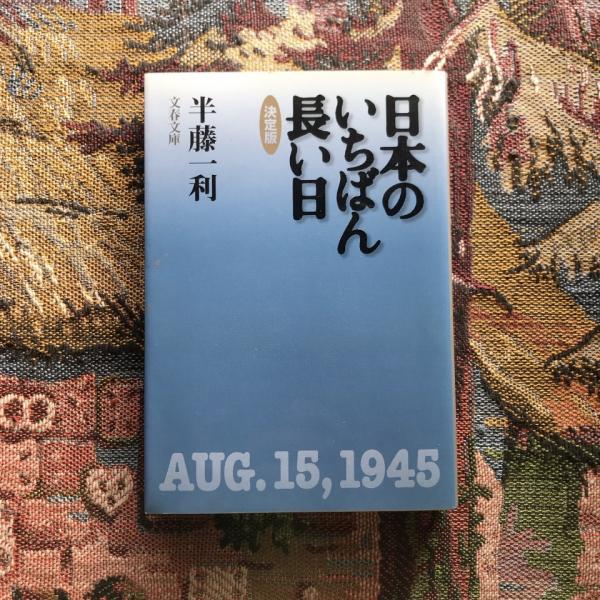 日本の
いちばん
長い日
決定版
半藤一利
文春文庫
AUG. 15, 1945